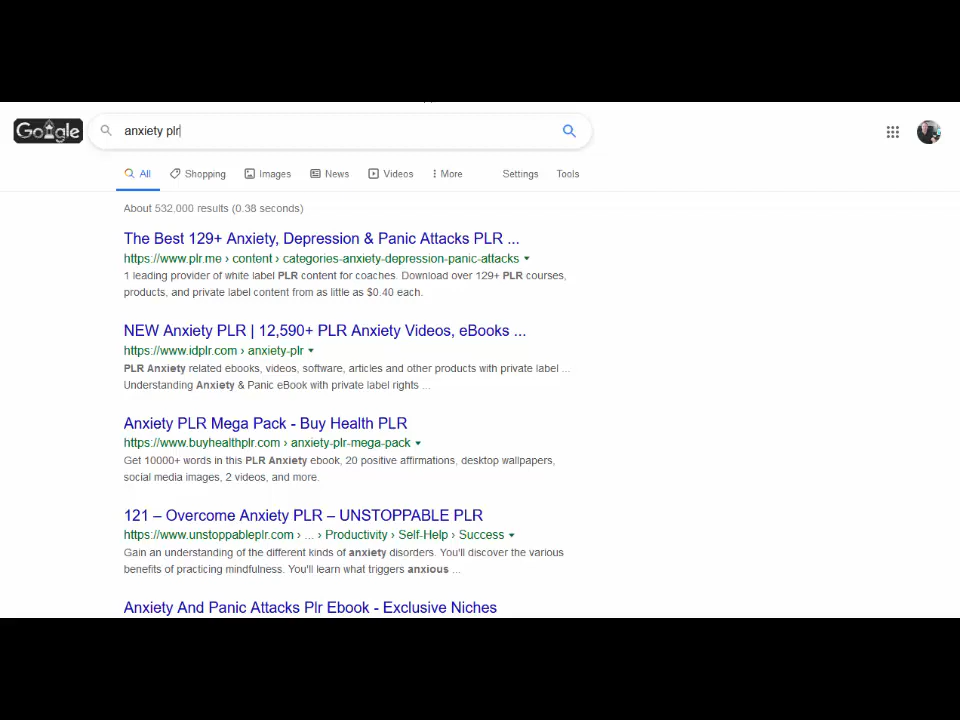 Google
anxiety plr
All Shopping Images News Videos More Settings Tools
About 532,000 results (0.38 seconds)
The Best 129+ Anxiety, Depression & Panic Attacks PLR ...
https://www.plr.me › content › categories-anxiety-depression-panic-attacks
1 leading provider of white label PLR content for coaches. Download over 129+ PLR courses,
products, and private label content from as little as $0.40 each.
NEW Anxiety PLR | 12,590+ PLR Anxiety Videos, eBooks ...
https://www.idplr.com › anxiety-plr
PLR Anxiety related ebooks, videos, software, articles and other products with private label ...
Understanding Anxiety & Panic eBook with private label rights ...
Anxiety PLR Mega Pack - Buy Health PLR
https://www.buyhealthplr.com › anxiety-plr-mega-pack
Get 10000+ words in this PLR Anxiety ebook, 20 positive affirmations, desktop wallpapers,
social media images, 2 videos, and more.
121 – Overcome Anxiety PLR – UNSTOPPABLE PLR
https://www.unstoppableplr.com › ... › Productivity › Self-Help › Success
Gain an understanding of the different kinds of anxiety disorders. You'll discover the various
benefits of practicing mindfulness. You'll learn what triggers anxious ...
Anxiety And Panic Attacks Plr Ebook - Exclusive Niches